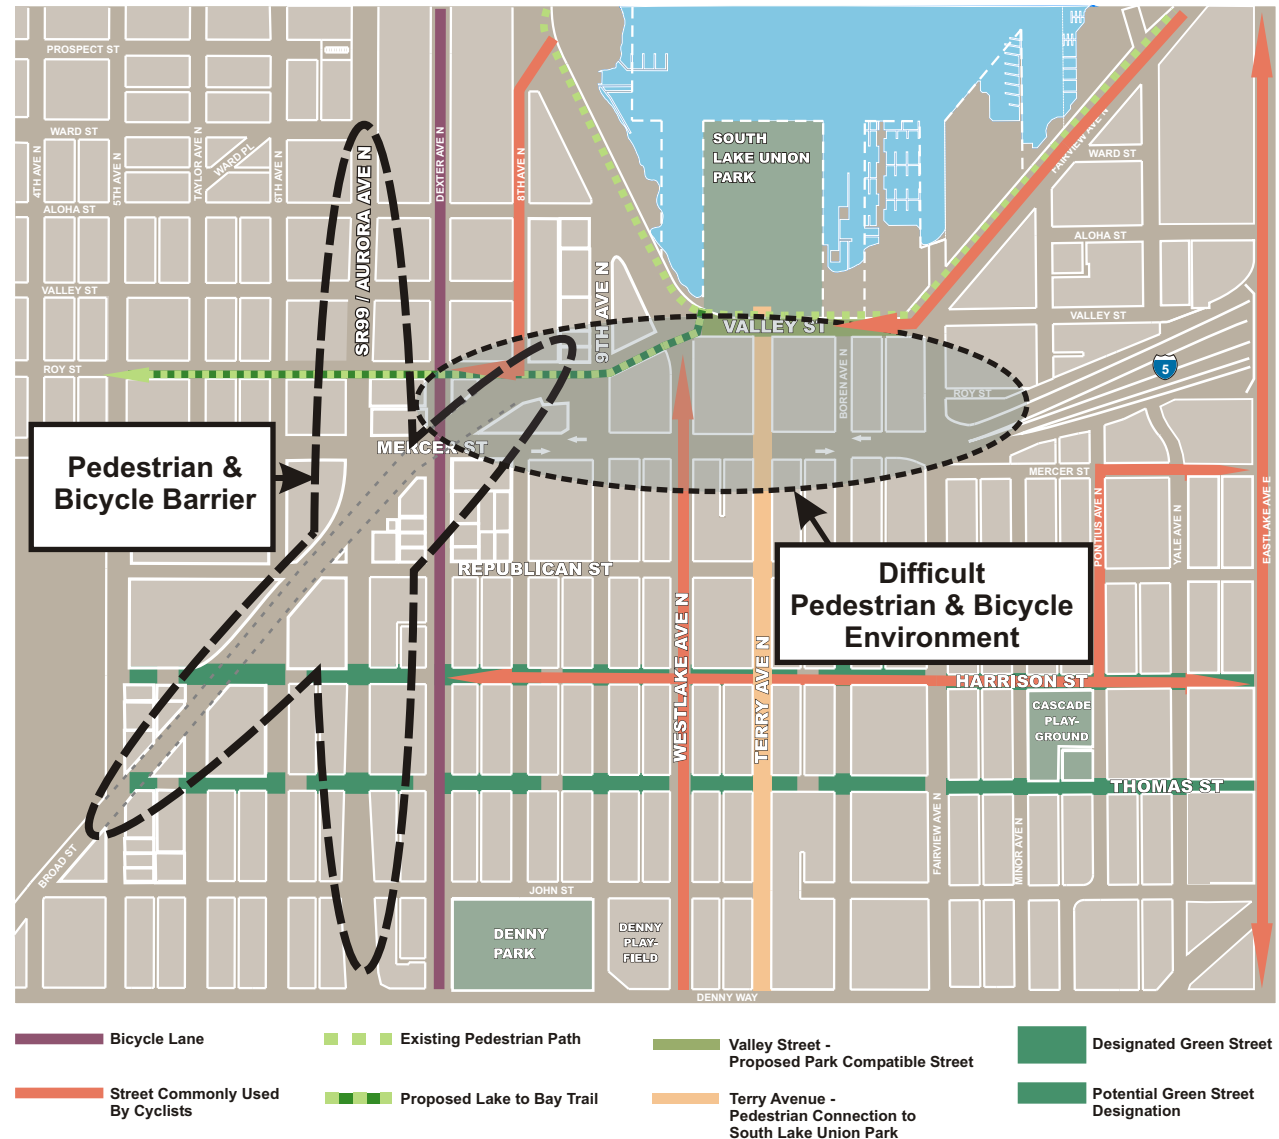 PROSPECT ST
WARD ST
4TH AVE N
5TH AVE N
TAYLOR AVE N
WARD PL
6TH AVE N
SR99 / AURORA AVE N
DEXTER AVE N
8TH AVE N
9TH AVE N
SOUTH
LAKE UNION
PARK
FAIRVIEW AVE N
WARD ST
ALOHA ST
ALOHA ST
VALLEY ST
VALLEY ST
VALLEY ST
ROY ST
ROY ST
BOREN AVE N
5
MERCER ST
MERCER ST
Pedestrian &
Bicycle Barrier
Difficult
Pedestrian & Bicycle
Environment
PONTIUS AVE N
YALE AVE N
EASTLAKE AVE E
REPUBLICAN ST
WESTLAKE AVE N
TERRY AVE N
HARRISON ST
CASCADE
PLAY-
GROUND
THOMAS ST
BROAD ST
FAIRVIEW AVE N
MINOR AVE N
JOHN ST
DENNY
PARK
DENNY
PLAY-
FIELD
DENNY WAY
Bicycle Lane
Existing Pedestrian Path
Valley Street -
Proposed Park Compatible Street
Designated Green Street
Street Commonly Used
By Cyclists
Proposed Lake to Bay Trail
Terry Avenue -
Pedestrian Connection to
South Lake Union Park
Potential Green Street
Designation